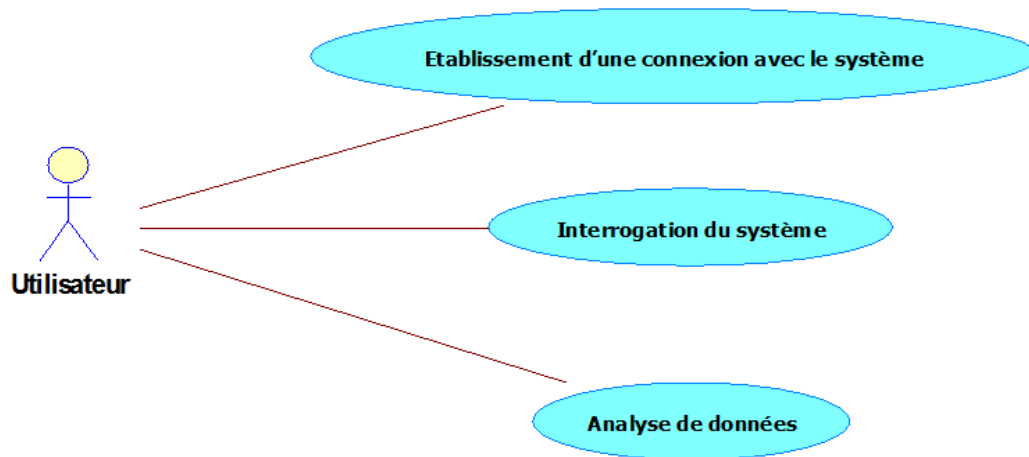 Etablissement d’une connexion avec le système
Interrogation du système
Utilisateur
Analyse de données